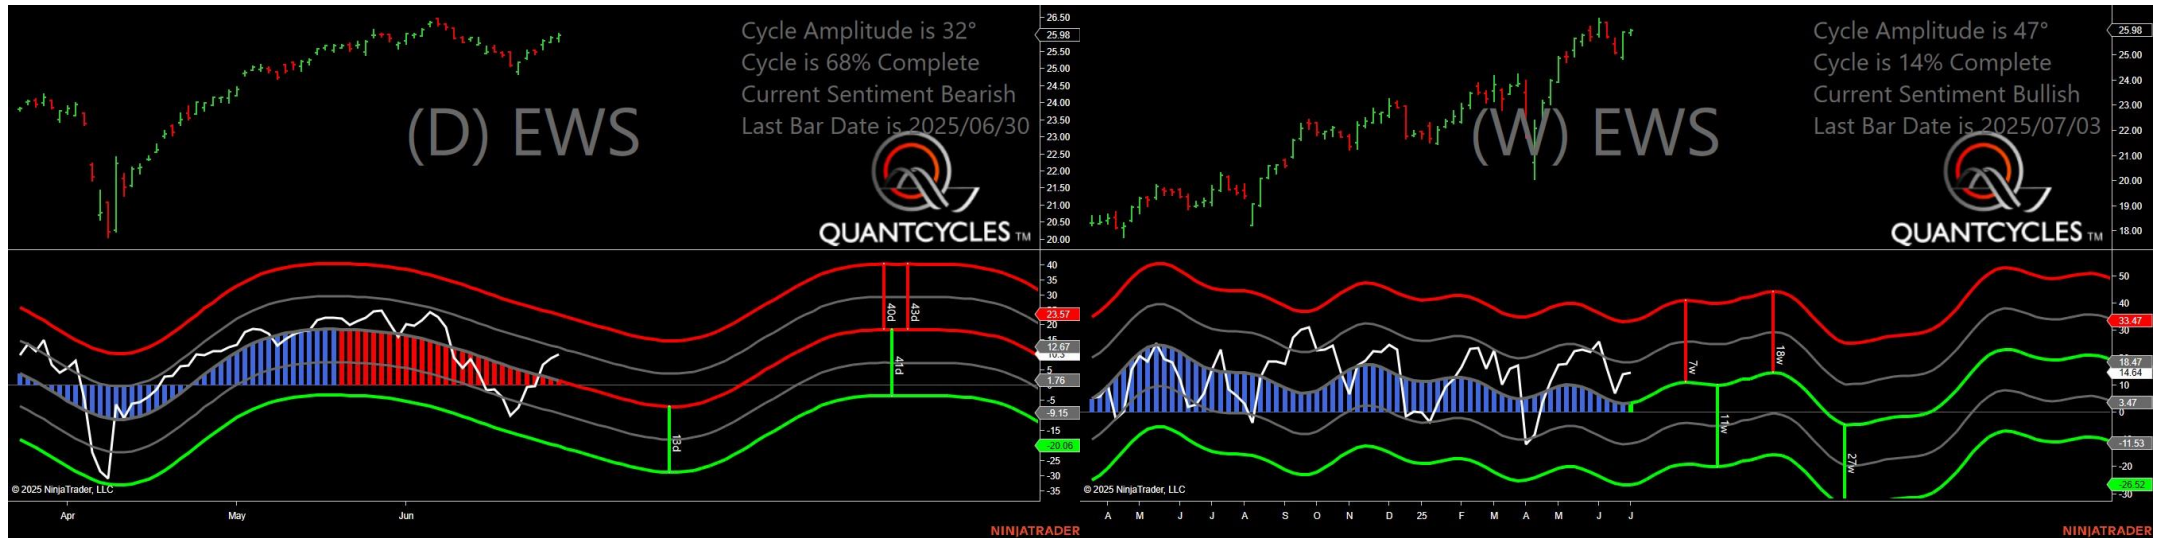 Cycle Amplitude is 32°
Cycle is 68% Complete
Current Sentiment Bearish
Last Bar Date is 2025/06/30
(D) EWS
QUANTCYCLES TM
26.50
25.98
25.50
25.00
24.50
24.00
23.50
23.00
22.50
22.00
21.50
21.00
20.50
20.00
40
35
30
23.57
20
15
12.67
10.3
5
1.76
-5
-9.15
-15
-20.06
-25
-30
-35
40d
43d
41d
13d
© 2025 NinjaTrader, LLC
Apr
May
Jun
NINJATRADER
Cycle Amplitude is 47°
Cycle is 14% Complete
Current Sentiment Bullish
Last Bar Date is 2025/07/03
(W) EWS
QUANTCYCLES TM
25.98
25.00
24.00
23.00
22.00
21.00
20.00
19.00
18.00
50
40
33.47
30
18.47
14.64
10
3.47
0
-11.53
-20
-26.52
-30
7w
18w
11w
27w
© 2025 NinjaTrader, LLC
A M J J A S O N D 25 F M A M J J
NINJATRADER